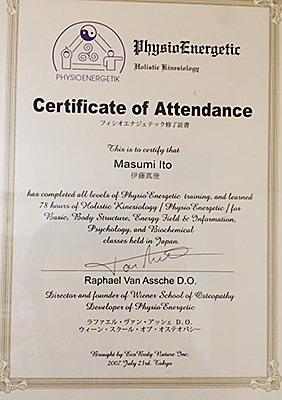 PHYSIOENERGETIK
PhysioEnergetic
Holistic Kinesiology
Certificate of Attendance
フィシオエナジェテック修了証書
This is to certify that
Masumi Ito
伊藤真澄
has completed all levels of Physio'Energetic training, and learned
75 hours of Holistic Kinesiology / Physio'Energetic / for
Basic, Body Structure, Energy Field & Information,
Psychology, and Biochemical
classes held in Japan.
Raphael Van Assche D.O.
Director and founder of Wiener School of Osteopathy
Developer of Physio'Energetic
ラファエル・ヴァン・アッシェ D.O.
ウィーン・スクール・オブ・オステオパシー
Brought by Eco'Body Nature Inc.
2007.July 23rd. Tokyo